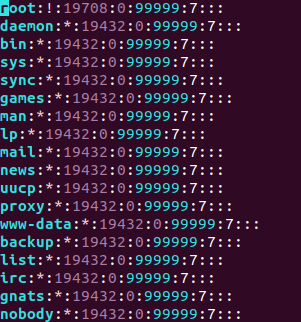 root:!:19708:0:99999:7:::
daemon:*:19432:0:99999:7:::
bin:*:19432:0:99999:7:::
sys:*:19432:0:99999:7:::
sync:*:19432:0:99999:7:::
games:*:19432:0:99999:7:::
man:*:19432:0:99999:7:::
lp:*:19432:0:99999:7:::
mail:*:19432:0:99999:7:::
news:*:19432:0:99999:7:::
uucp:*:19432:0:99999:7:::
proxy:*:19432:0:99999:7:::
www-data:*:19432:0:99999:7:::
backup:*:19432:0:99999:7:::
list:*:19432:0:99999:7:::
irc:*:19432:0:99999:7:::
gnats:*:19432:0:99999:7:::
nobody:*:19432:0:99999:7:::